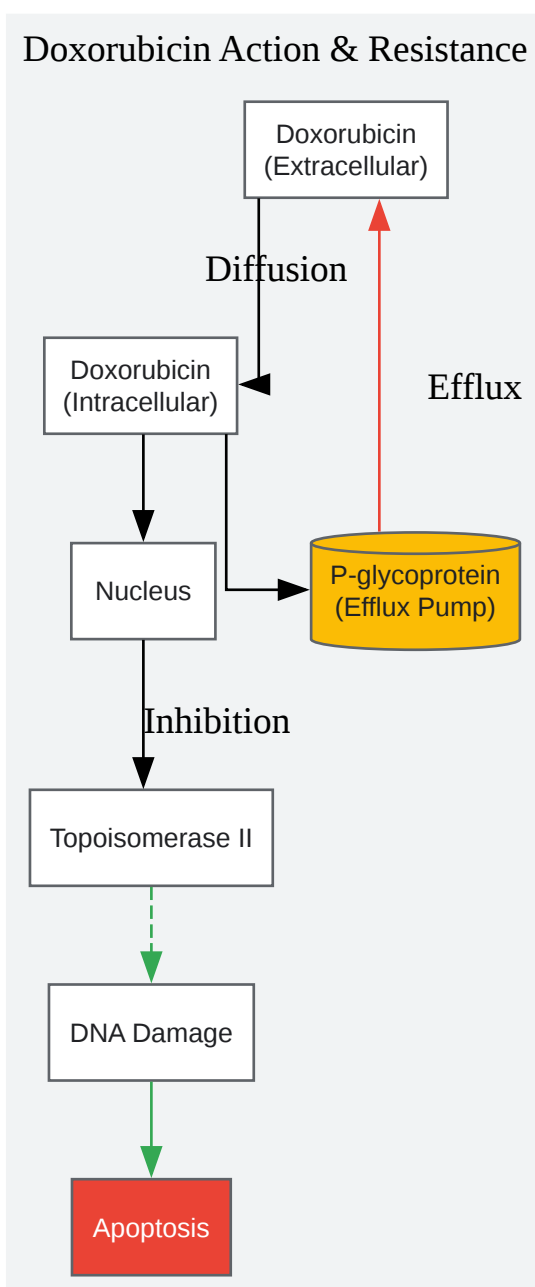 Doxorubicin Action & Resistance
Doxorubicin
(Extracellular)
Diffusion
Doxorubicin
(Intracellular)
Efflux
Nucleus
P-glycoprotein
(Efflux Pump)
Inhibition
Topoisomerase II
DNA Damage
Apoptosis